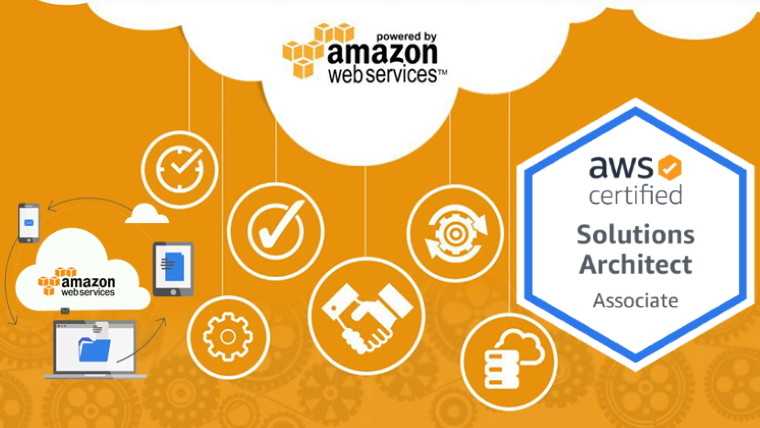 powered by
amazon
web services™
aws
certified
Solutions
Architect
Associate
amazon
web services